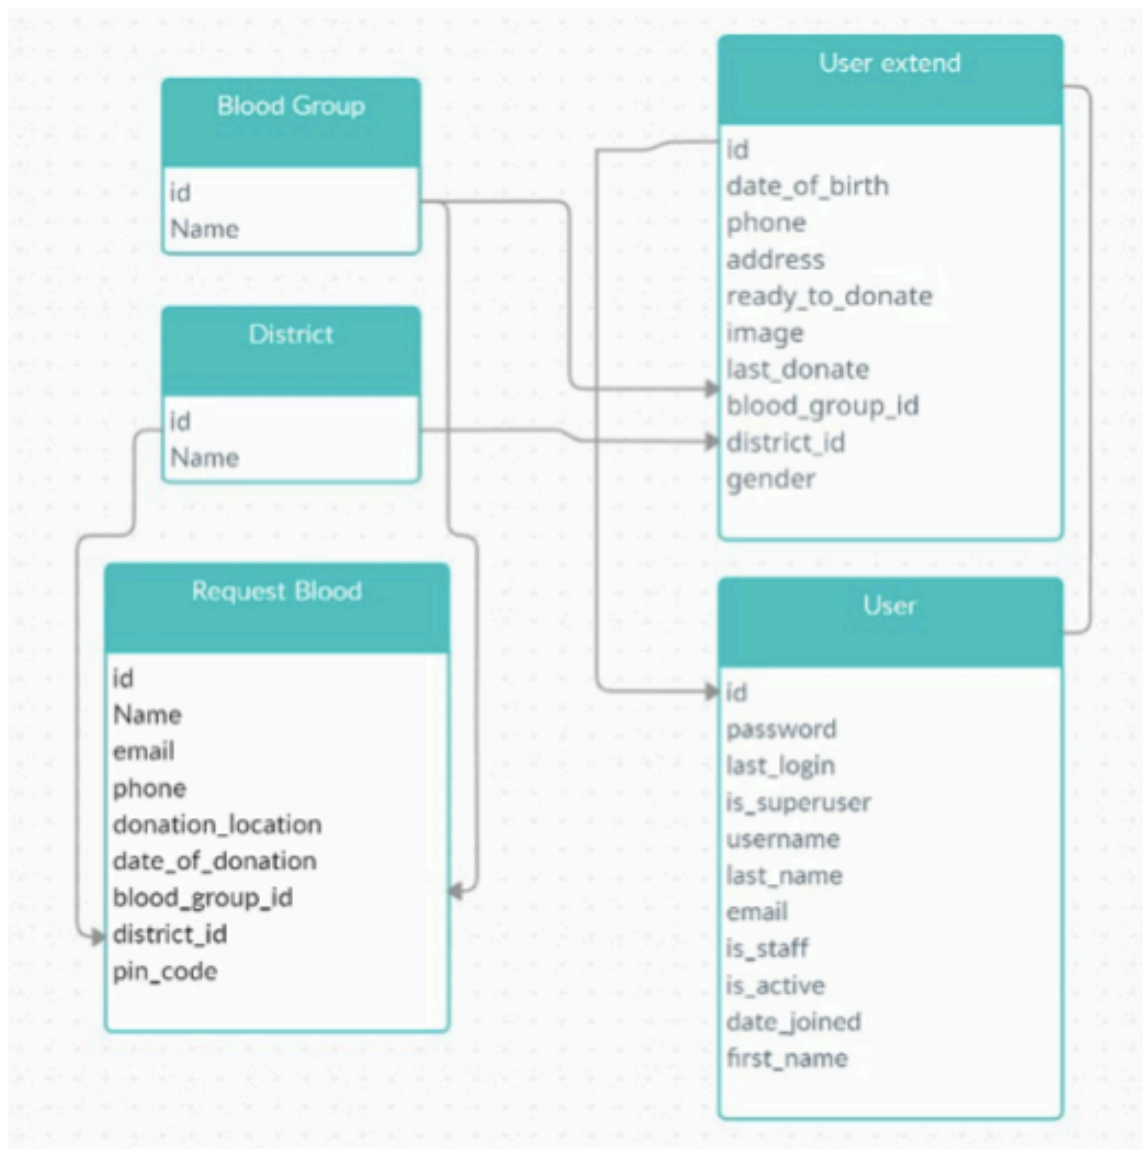 Blood Group
id
Name
District
id
Name
Request Blood
id
Name
email
phone
donation_location
date_of_donation
blood_group_id
district_id
pin_code
User extend
id
date_of_birth
phone
address
ready_to_donate
image
last_donate
blood_group_id
district_id
gender
User
id
password
last_login
is_superuser
username
last_name
email
is_staff
is_active
date_joined
first_name